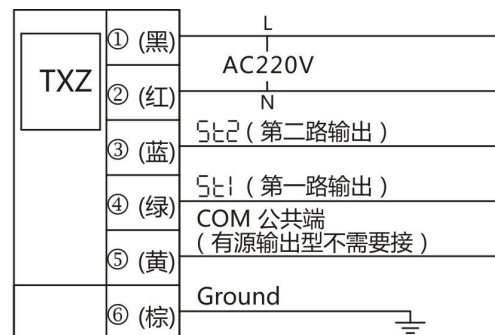 TXZ
① (黑)
L
AC220V
② (红)
N
③ (蓝)
St2 ( 第二路输出 )
④ (绿)
St1 ( 第一路输出 )
⑤ (黄)
COM 公共端
( 有源输出型不需要接 )
⑥ (棕)
Ground